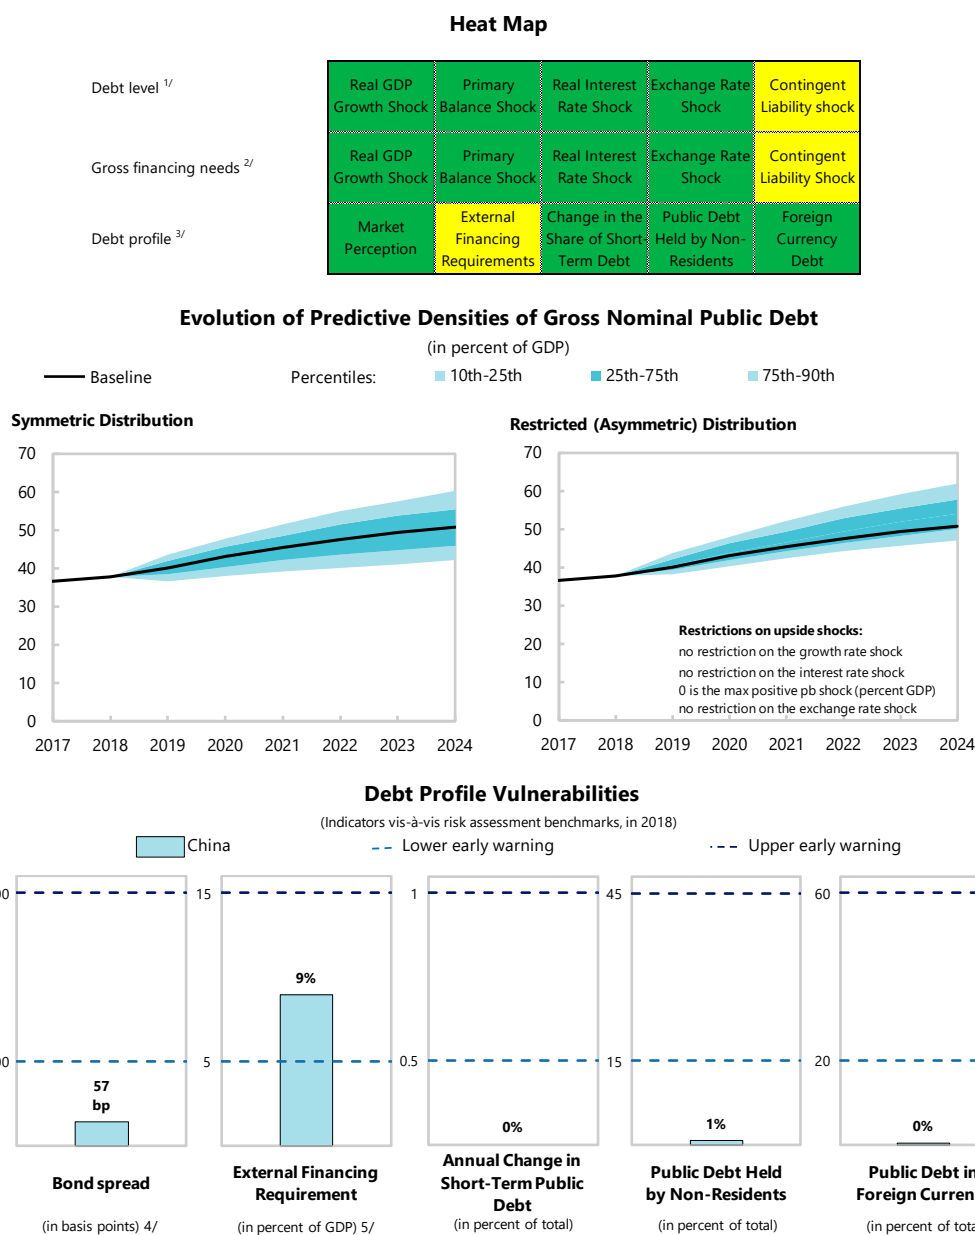 Heat Map
Debt level 1/
Real GDP Growth Shock
Primary Balance Shock
Real Interest Rate Shock
Exchange Rate Shock
Contingent Liability shock
Gross financing needs 2/
Real GDP Growth Shock
Primary Balance Shock
Real Interest Rate Shock
Exchange Rate Shock
Contingent Liability Shock
Debt profile 3/
Market Perception
External Financing Requirements
Change in the Share of Short-Term Debt
Public Debt Held by Non-Residents
Foreign Currency Debt
Evolution of Predictive Densities of Gross Nominal Public Debt
(in percent of GDP)
Baseline
Percentiles:
10th-25th
25th-75th
75th-90th
Symmetric Distribution
70
60
50
40
30
20
10
0
2017 2018 2019 2020 2021 2022 2023 2024
Restricted (Asymmetric) Distribution
70
60
50
40
30
20
10
0
Restrictions on upside shocks:
no restriction on the growth rate shock
no restriction on the interest rate shock
0 is the max positive pb shock (percent GDP)
no restriction on the exchange rate shock
2017 2018 2019 2020 2021 2022 2023 2024
Debt Profile Vulnerabilities
(Indicators vis-à-vis risk assessment benchmarks, in 2018)
China
Lower early warning
Upper early warning
57
bp
Bond spread
(in basis points) 4/
15
5
9%
External Financing
Requirement
(in percent of GDP) 5/
1
0.5
0%
Annual Change in
Short-Term Public
Debt
(in percent of total)
45
15
1%
Public Debt Held
by Non-Residents
(in percent of total)
60
20
0%
Public Debt in
Foreign
(in percent of